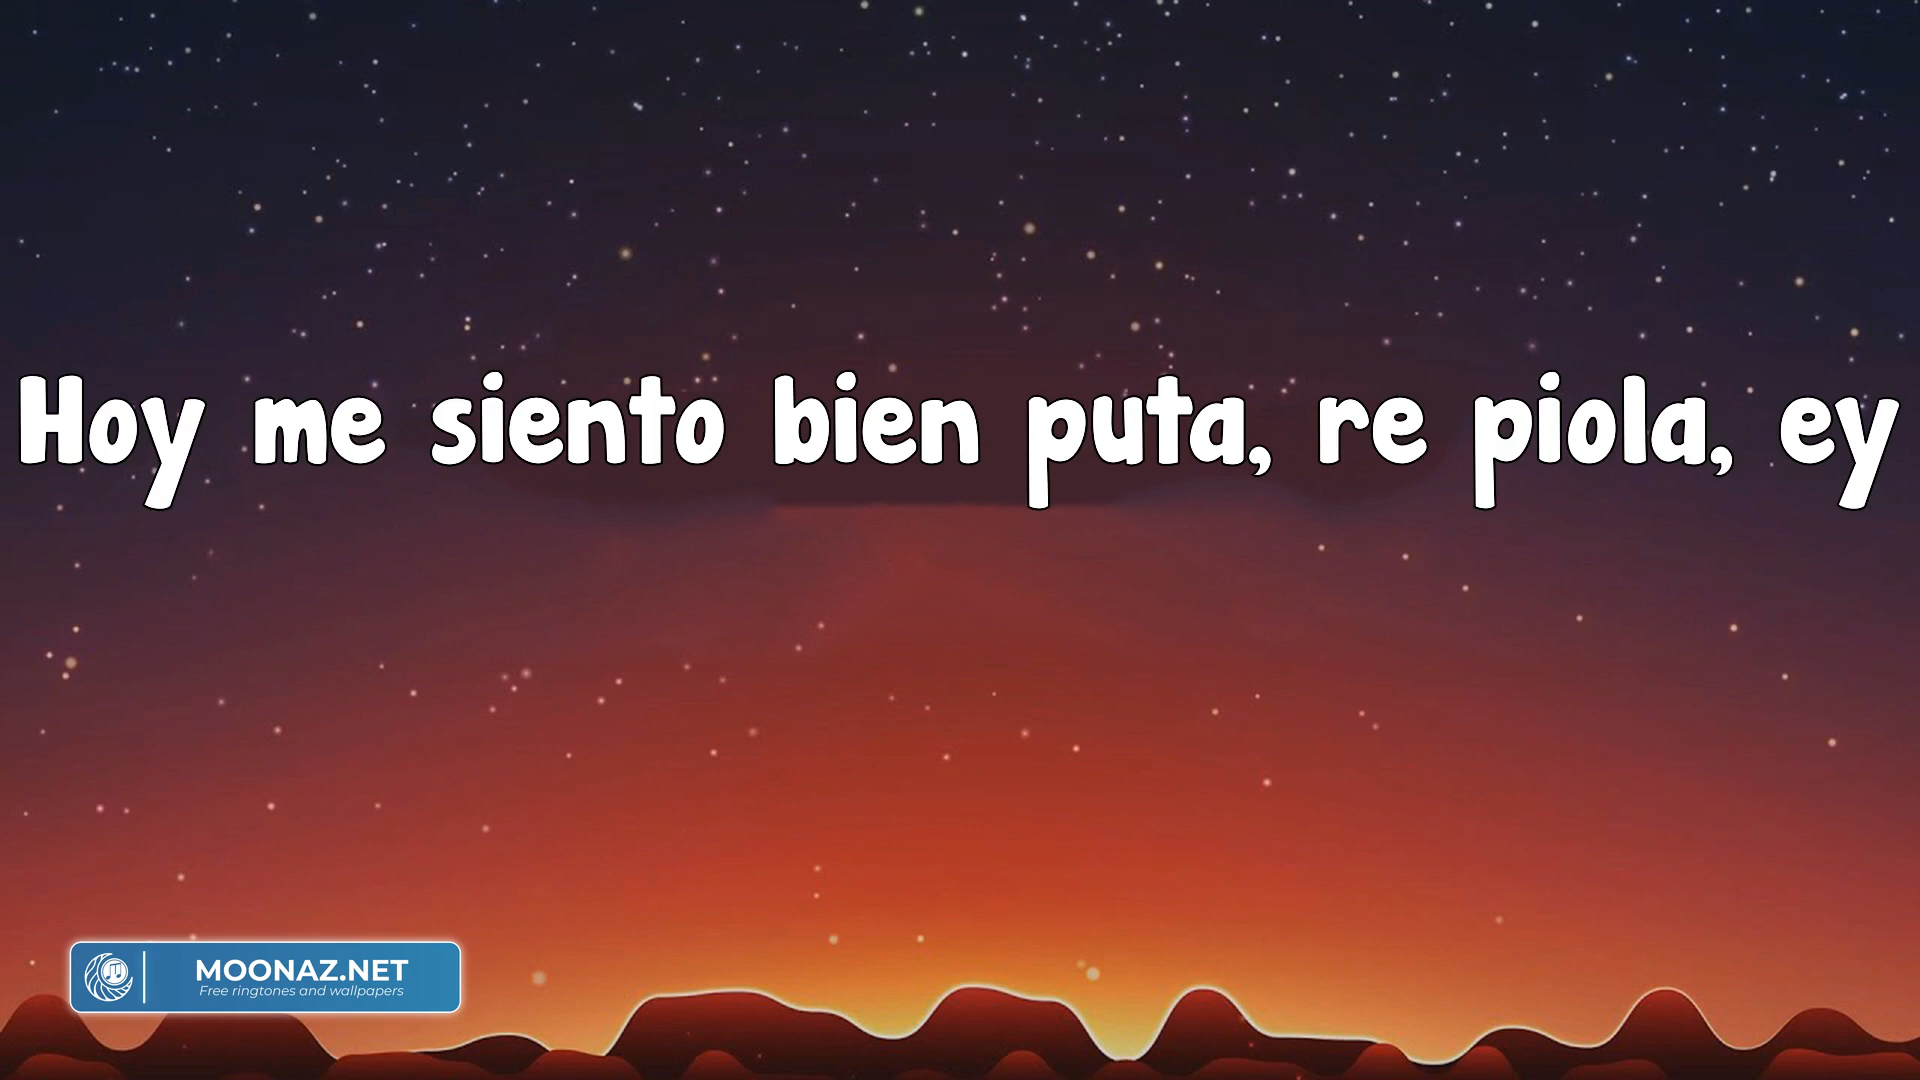 Hoy me siento bien puta, re piola, ey
MOONAZ.NET
Free ringtones and wallpapers